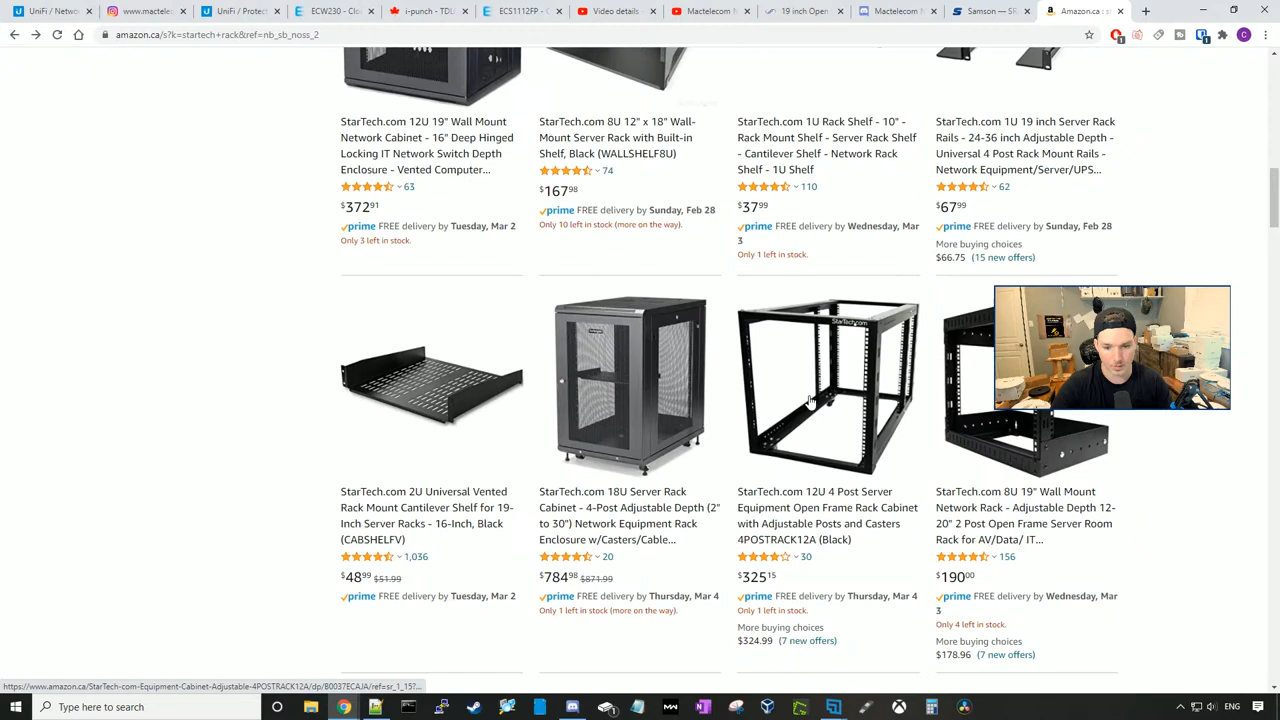 UniFi / Netwo
www.mactele
UniFi / Protec
ECW230 - Clo
i-punch - TDL
ECS1112FP - C
Video details
Mactelecom N
19 inch Open
Mactelecom N
Samson — SR
Amazon.ca : s
amazon.ca/s?k=startech+rack&ref=nb_sb_noss_2
StarTech.com 12U 19" Wall Mount
Network Cabinet - 16" Deep Hinged
Locking IT Network Switch Depth
Enclosure - Vented Computer...
63
$37291
prime FREE delivery by Tuesday, Mar 2
Only 3 left in stock.
StarTech.com 8U 12" x 18" Wall-
Mount Server Rack with Built-in
Shelf, Black (WALLSHELF8U)
74
$16798
prime FREE delivery by Sunday, Feb 28
Only 10 left in stock (more on the way).
StarTech.com 1U Rack Shelf - 10" -
Rack Mount Shelf - Server Rack Shelf
- Cantilever Shelf - Network Rack
Shelf - 1U Shelf
110
$3799
prime FREE delivery by Wednesday, Mar
3
Only 1 left in stock.
StarTech.com 1U 19 inch Server Rack
Rails - 24-36 inch Adjustable Depth -
Universal 4 Post Rack Mount Rails -
Network Equipment/Server/UPS...
62
$6799
prime FREE delivery by Sunday, Feb 28
More buying choices
$66.75 (15 new offers)
StarTech.com
StarTech.com 2U Universal Vented
Rack Mount Cantilever Shelf for 19-
Inch Server Racks - 16-Inch, Black
(CABSHELFV)
1,036
$4899 $51.99
prime FREE delivery by Tuesday, Mar 2
StarTech.com 18U Server Rack
Cabinet - 4-Post Adjustable Depth (2"
to 30") Network Equipment Rack
Enclosure w/Casters/Cable...
20
$78498 $871.99
prime FREE delivery by Thursday, Mar 4
Only 1 left in stock (more on the way).
StarTech.com 12U 4 Post Server
Equipment Open Frame Rack Cabinet
with Adjustable Posts and Casters
4POSTRACK12A (Black)
30
$32515
prime FREE delivery by Thursday, Mar 4
Only 1 left in stock.
More buying choices
$324.99 (7 new offers)
StarTech.com 8U 19" Wall Mount
Network Rack - Adjustable Depth 12-
20" 2 Post Open Frame Server Room
Rack for AV/Data/ IT...
156
$19000
prime FREE delivery by Wednesday, Mar
3
Only 4 left in stock.
More buying choices
$178.96 (7 new offers)
https://www.amazon.ca/StarTech-com-Equipment-Cabinet-Adjustable-4POSTRACK12A/dp/B0037ECAJA/ref=sr_1_15?...
Type here to search
ENG